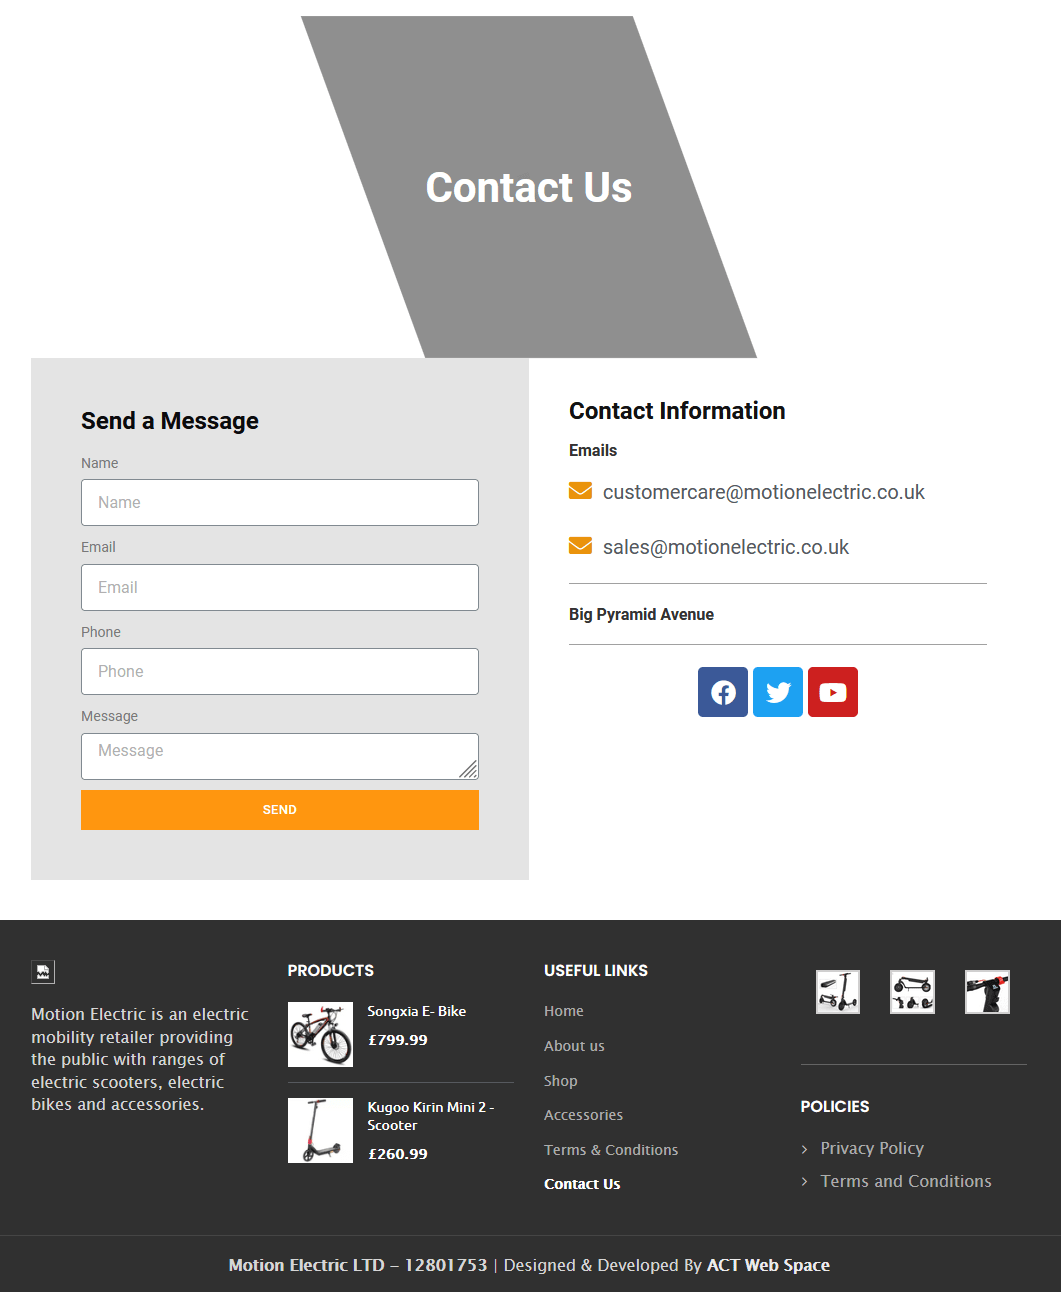 Contact Us
Send a Message
Name
Name
Email
Email
Phone
Phone
Message
Message
SEND
Contact Information
Emails
customercare@motionelectric.co.uk
sales@motionelectric.co.uk
Big Pyramid Avenue
Motion Electric is an electric
mobility retailer providing
the public with ranges of
electric scooters, electric
bikes and accessories.
PRODUCTS
Songxia E- Bike
£799.99
Kugoo Kirin Mini 2 -
Scooter
£260.99
USEFUL LINKS
Home
About us
Shop
Accessories
Terms & Conditions
Contact Us
POLICIES
Privacy Policy
Terms and Conditions
Motion Electric LTD – 12801753 | Designed & Developed By ACT Web Space